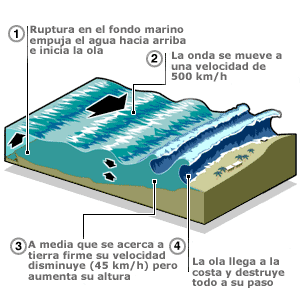 1 Ruptura en el fondo marino
empuja el agua hacia arriba
e inicia la ola
2 La onda se mueve a
una velocidad de
500 km/h
3 A media que se acerca a
tierra firme su velocidad
disminuye (45 km/h) pero
aumenta su altura
4
La ola llega a la
costa y destruye
todo a su paso